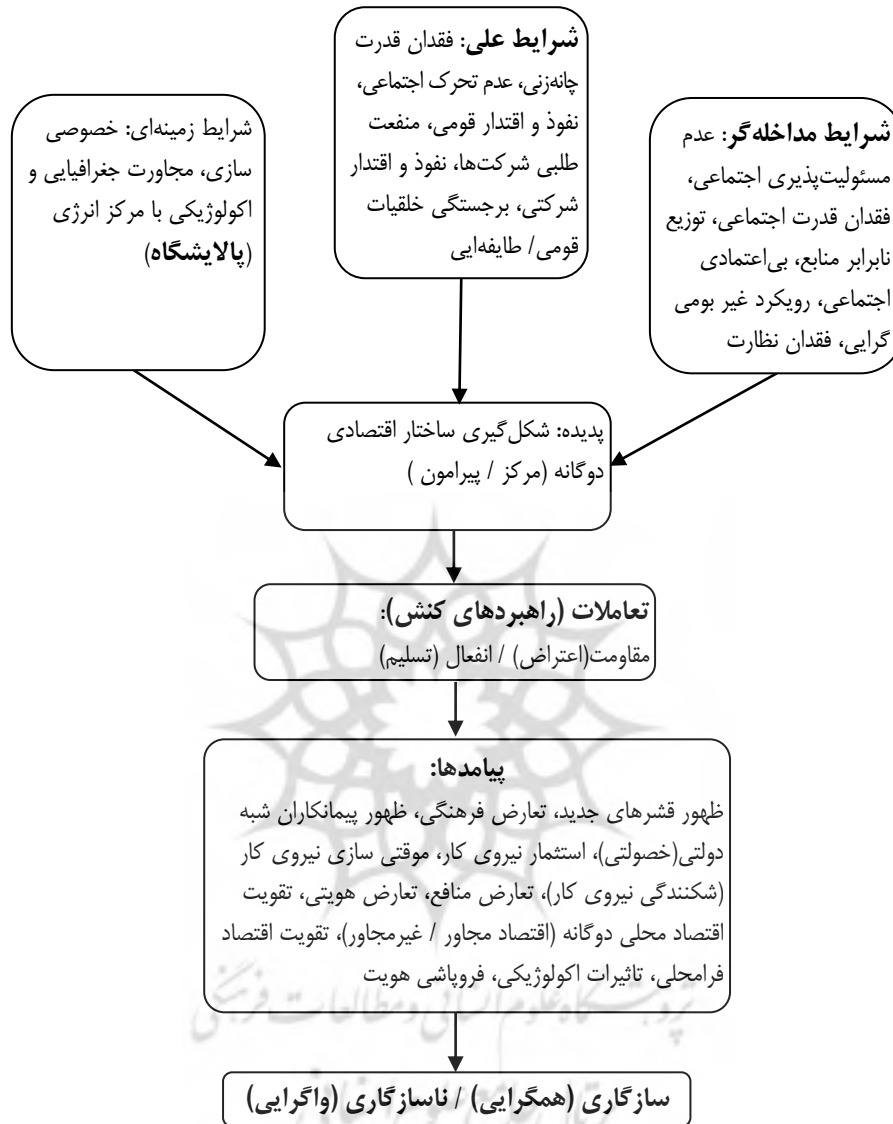 شرایط علی: فقدان قدرت
چانه‌زنی، عدم تحرک اجتماعی،
نفوذ و اقتدار قومی، منفعت
طلبی شرکت‌ها، نفوذ و اقتدار
شرکتی، برجستگی خلقیات
قومی/ طایفه‌ایی
شرایط مداخله‌گر: عدم
مسئولیت‌پذیری اجتماعی،
فقدان قدرت اجتماعی، توزیع
نابرابر منابع، بی‌اعتمادی
اجتماعی، رویکرد غیر بومی
گرایی، فقدان نظارت
شرایط زمینه‌ای: خصوصی
سازی، مجاورت جغرافیایی و
اکولوژیکی با مرکز انرژی
(پالایشگاه)
پدیده: شکل‌گیری ساختار اقتصادی
دوگانه (مرکز / پیرامون )
تعاملات (راهبردهای کنش):
مقاومت(اعتراض) / انفعال (تسلیم)
پیامدها:
ظهور قشرهای جدید، تعارض فرهنگی، ظهور پیمانکاران شبه
دولتی(خصولتی)، استثمار نیروی کار، موقتی سازی نیروی کار
(شکنندگی نیروی کار)، تعارض منافع، تعارض هویتی، تقویت
اقتصاد محلی دوگانه (اقتصاد مجاور / غیرمجاور)، تقویت اقتصاد
فرامحلی، تاثیرات اکولوژیکی، فروپاشی هویت
پژوهشگاه علوم انسانی و مطالعات فرهنگی
سازگاری (همگرایی) / ناسازگاری (واگرایی)